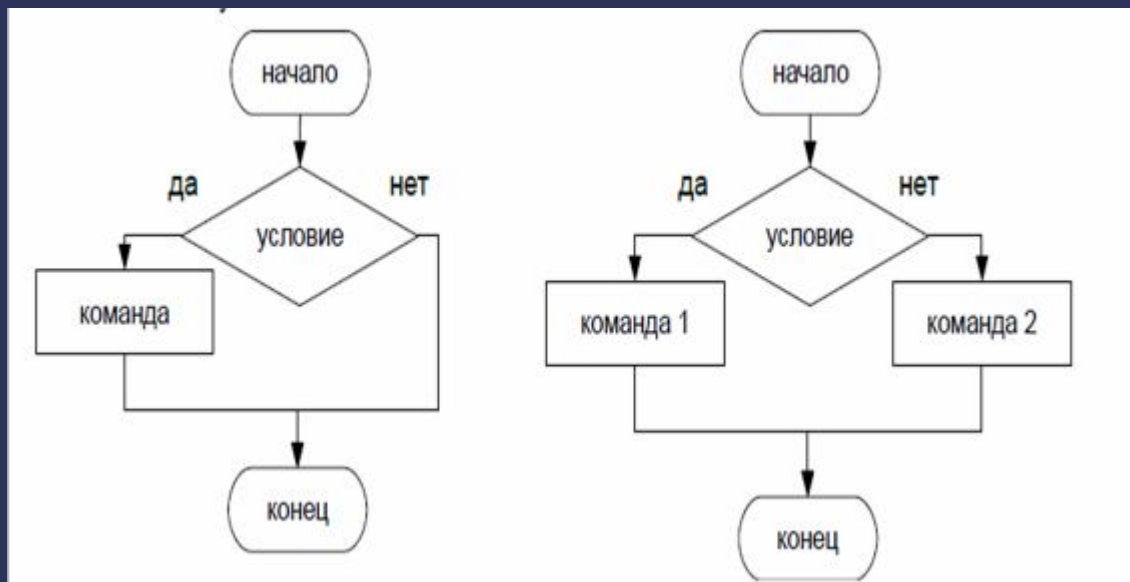 начало
да
нет
условие
команда
конец
начало
да
нет
условие
команда 1
команда 2
конец